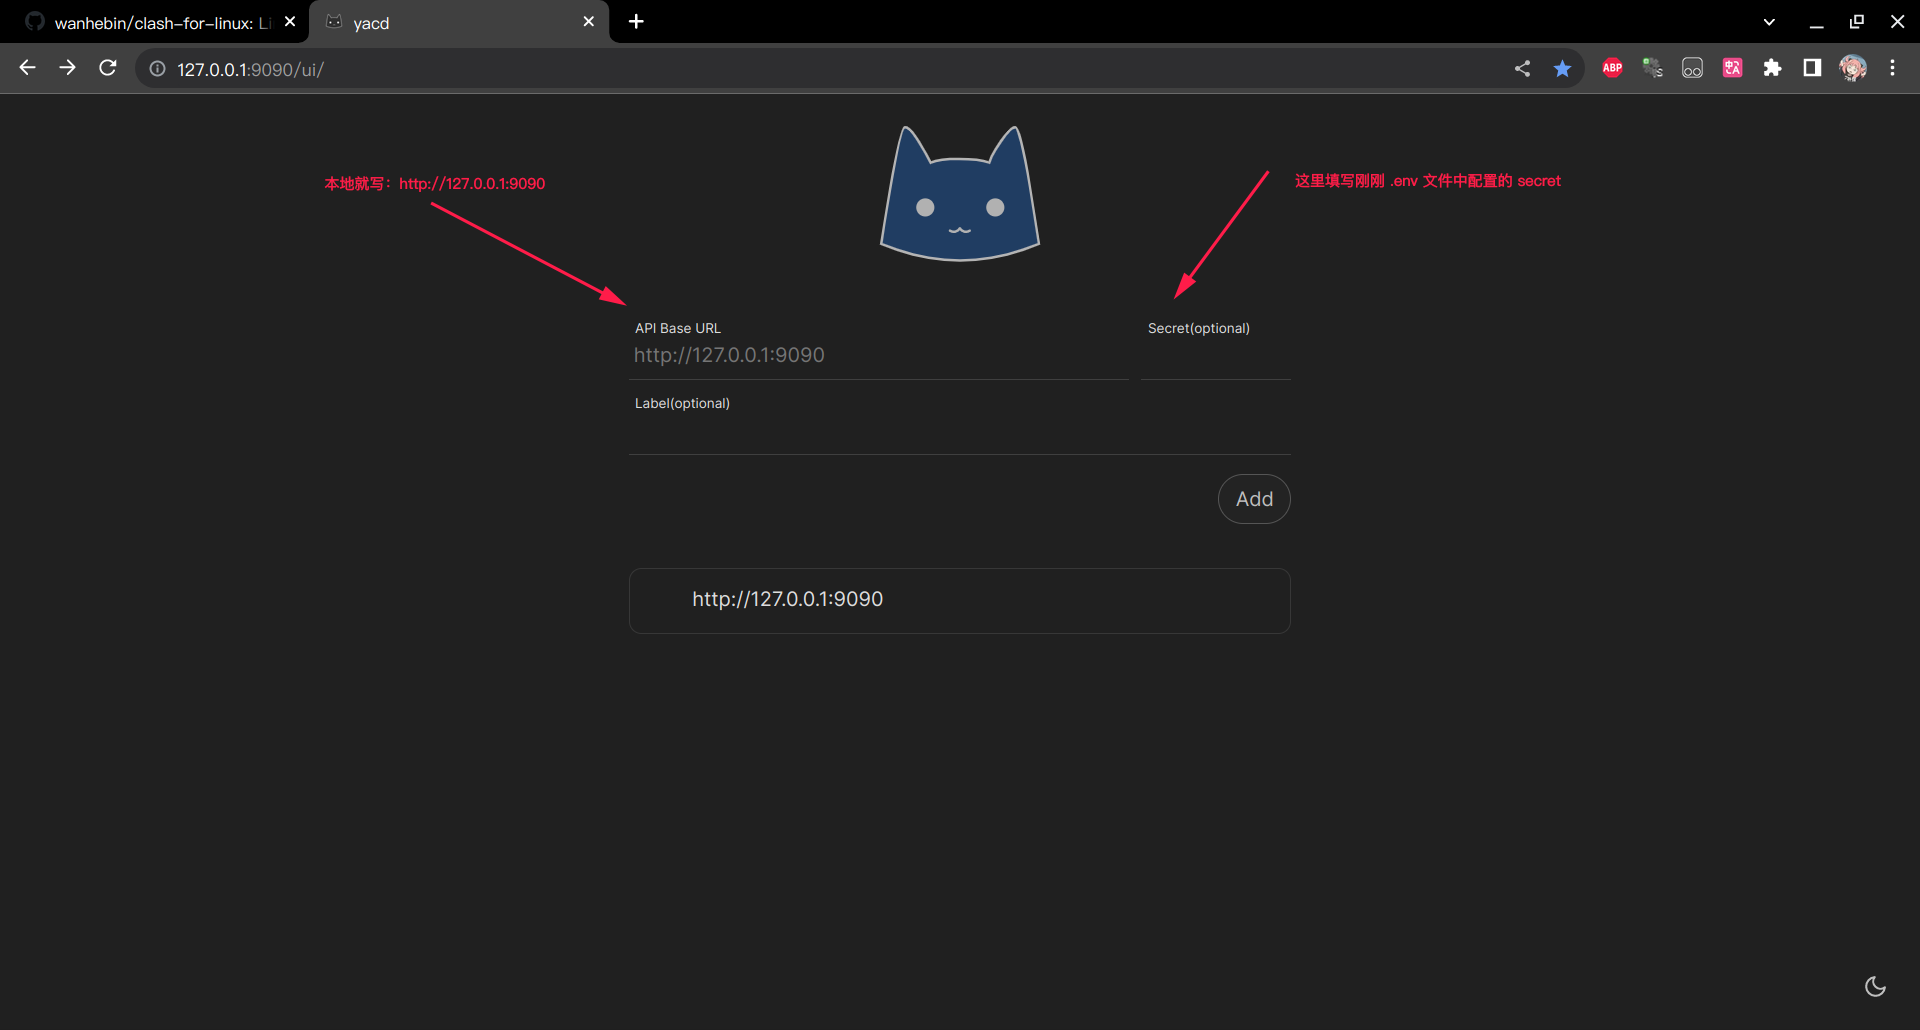 wanhebin/clash-for-linux: Li
yacd
127.0.0.1:9090/ui/
ABP
本地就写：http://127.0.0.1:9090
这里填写刚刚 .env 文件中配置的 secret
API Base URL
Secret(optional)
http://127.0.0.1:9090
Label(optional)
Add
http://127.0.0.1:9090